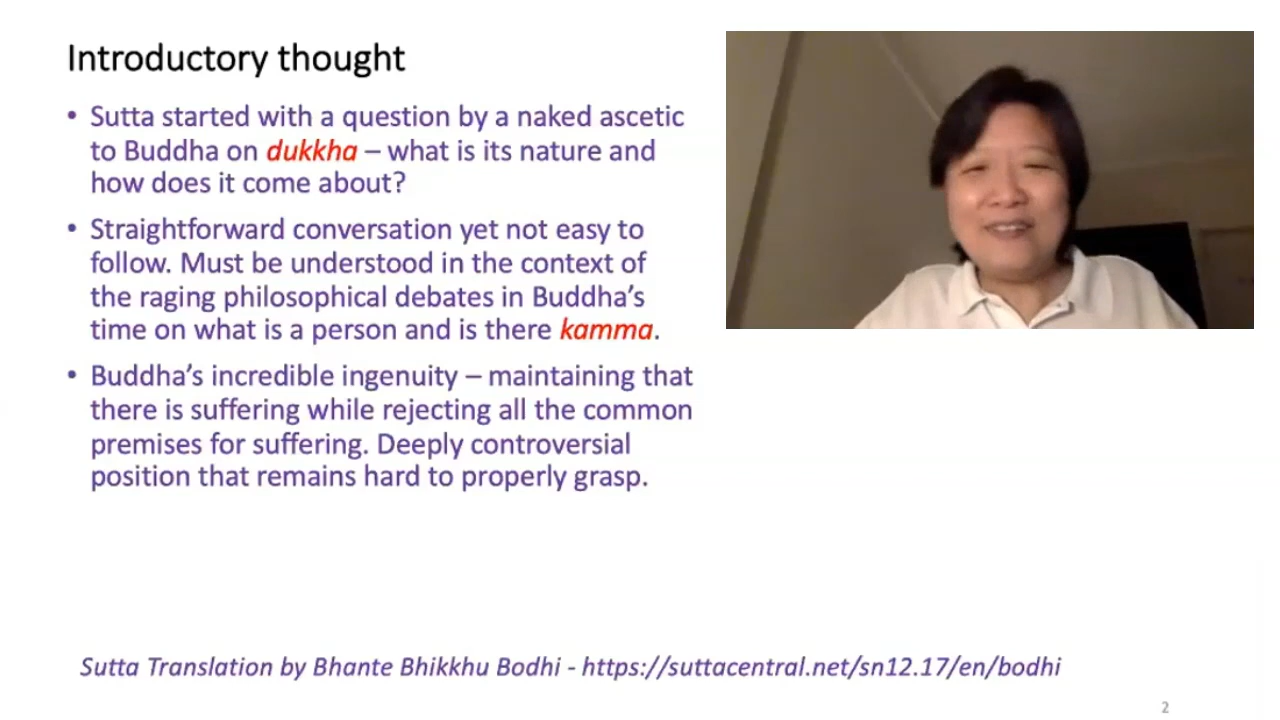 Introductory thought
• Sutta started with a question by a naked ascetic
to Buddha on dukkha – what is its nature and
how does it come about?
• Straightforward conversation yet not easy to
follow. Must be understood in the context of
the raging philosophical debates in Buddha's
time on what is a person and is there kamma.
• Buddha's incredible ingenuity – maintaining that
there is suffering while rejecting all the common
premises for suffering. Deeply controversial
position that remains hard to properly grasp.
Sutta Translation by Bhante Bhikkhu Bodhi - https://suttacentral.net/sn12.17/en/bodhi
2